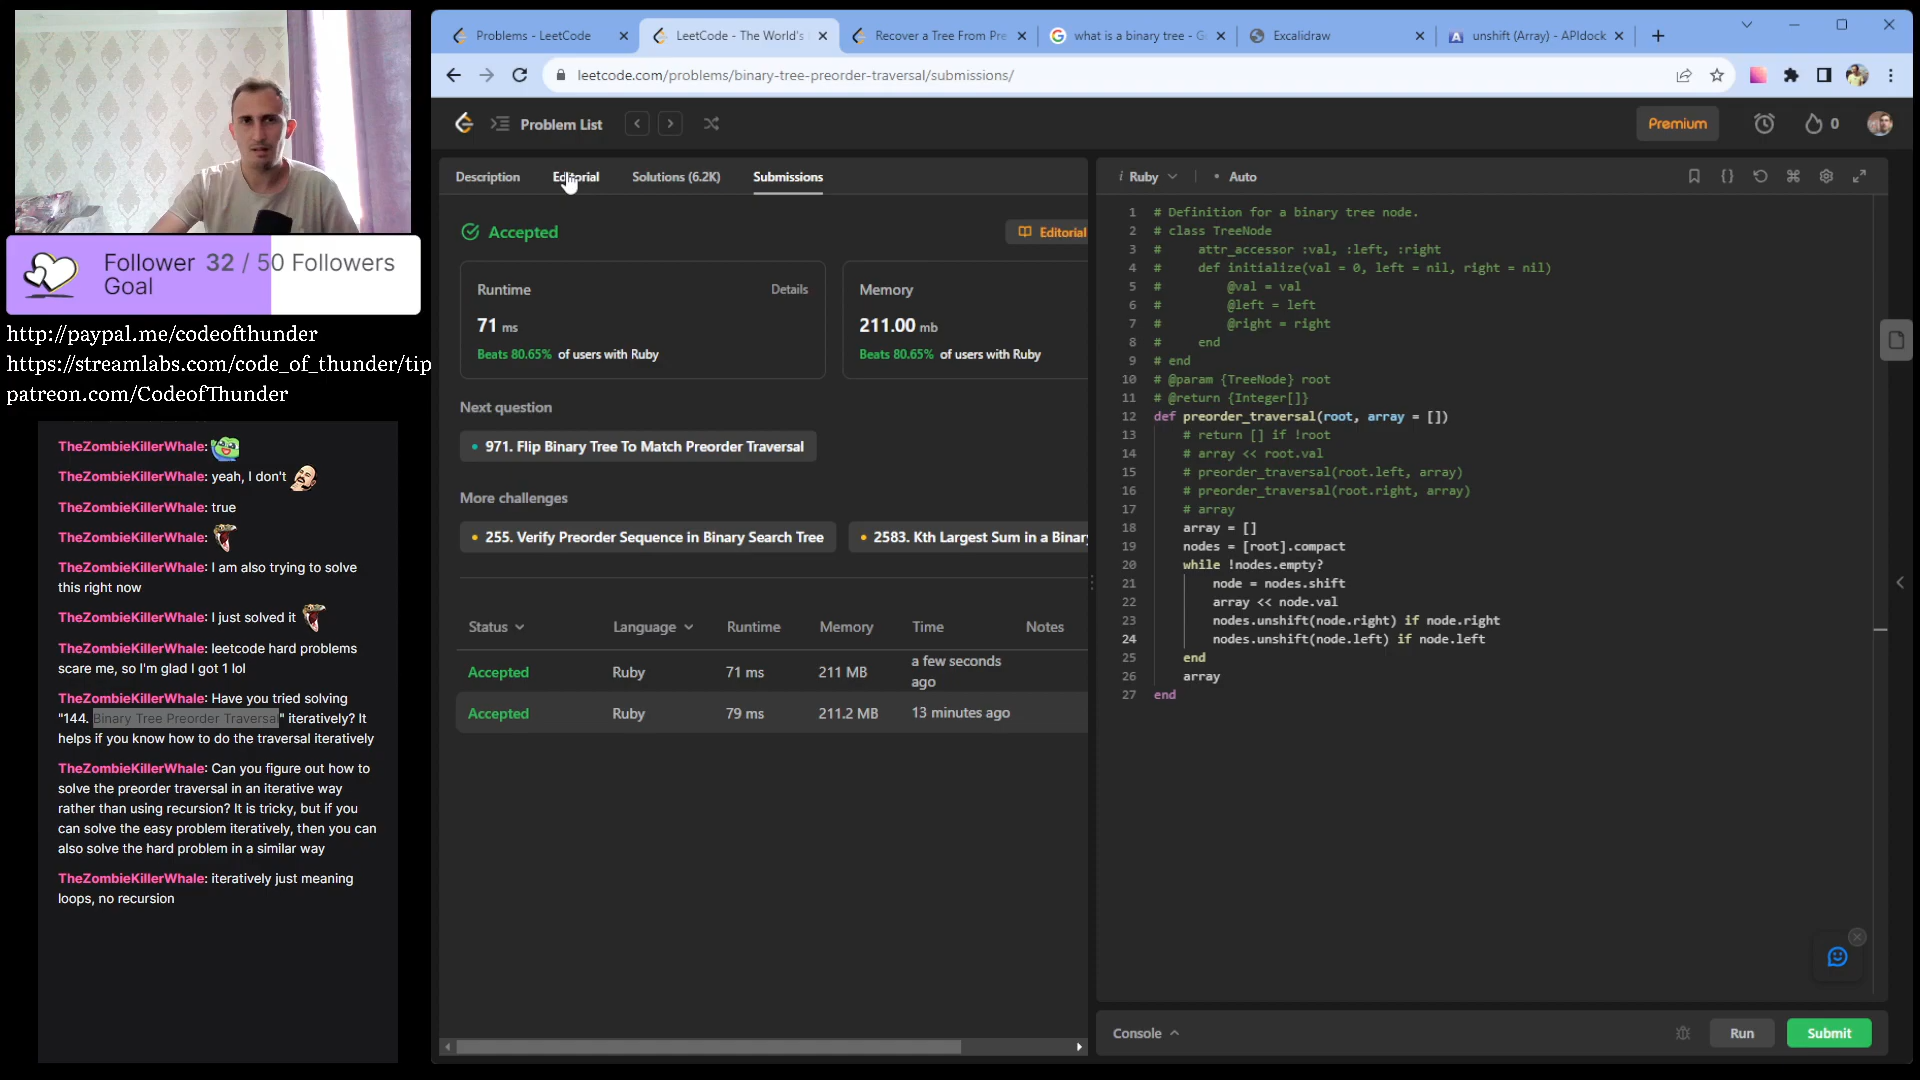 Problems - LeetCode
LeetCode - The World's
Recover a Tree From Pre
what is a binary tree - G
Excalidraw
unshift (Array) - APIdock
leetcode.com/problems/binary-tree-preorder-traversal/submissions/
Problem List
Premium
0
Description
Editorial
Solutions (6.2K)
Submissions
Accepted
Editorial
Runtime
Details
71 ms
Beats 80.65% of users with Ruby
Memory
211.00 mb
Beats 80.65% of users with Ruby
Next question
971. Flip Binary Tree To Match Preorder Traversal
More challenges
255. Verify Preorder Sequence in Binary Search Tree
2583. Kth Largest Sum in a Binary
Status Language Runtime Memory Time Notes
Accepted Ruby 71 ms 211 MB a few seconds
ago
Accepted Ruby 79 ms 211.2 MB 13 minutes ago
i Ruby
Auto
1 # Definition for a binary tree node.
2 # class TreeNode
3 # attr_accessor :val, :left, :right
4 # def initialize(val = 0, left = nil, right = nil)
5 # @val = val
6 # @left = left
7 # @right = right
8 # end
9 # end
10 # @param {TreeNode} root
11 # @return {Integer[]}
12 def preorder_traversal(root, array = [])
13 # return [] if !root
14 # array << root.val
15 # preorder_traversal(root.left, array)
16 # preorder_traversal(root.right, array)
17 # array
18 array = []
19 nodes = [root].compact
20 while !nodes.empty?
21 node = nodes.shift
22 array << node.val
23 nodes.unshift(node.right) if node.right
24 nodes.unshift(node.left) if node.left
25 end
26 array
27 end
Console
Run
Submit
Follower 32 / 50 Followers
Goal
http://paypal.me/codeofthunder
https://streamlabs.com/code_of_thunder/tip
patreon.com/CodeofThunder
TheZombieKillerWhale:
TheZombieKillerWhale: yeah, I don't
TheZombieKillerWhale: true
TheZombieKillerWhale:
TheZombieKillerWhale: I am also trying to solve
this right now
TheZombieKillerWhale: I just solved it
TheZombieKillerWhale: leetcode hard problems
scare me, so I'm glad I got 1 lol
TheZombieKillerWhale: Have you tried solving
"144. Binary Tree Preorder Traversal" iteratively? It
helps if you know how to do the traversal iteratively
TheZombieKillerWhale: Can you figure out how to
solve the preorder traversal in an iterative way
rather than using recursion? It is tricky, but if you
can solve the easy problem iteratively, then you can
also solve the hard problem in a similar way
TheZombieKillerWhale: iteratively just meaning
loops, no recursion